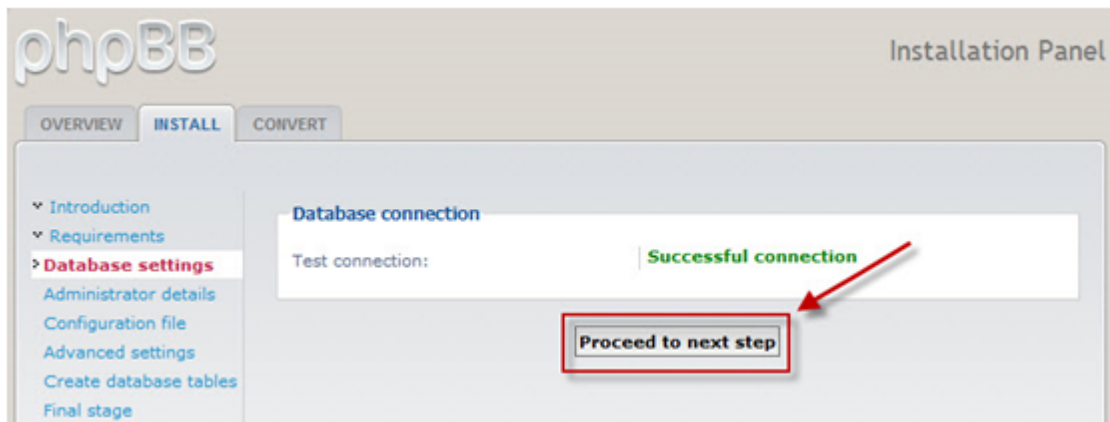 phpBB
Installation Panel
OVERVIEW INSTALL CONVERT
Introduction
Requirements
Database settings
Administrator details
Configuration file
Advanced settings
Create database tables
Final stage
Database connection
Test connection: Successful connection
Proceed to next step